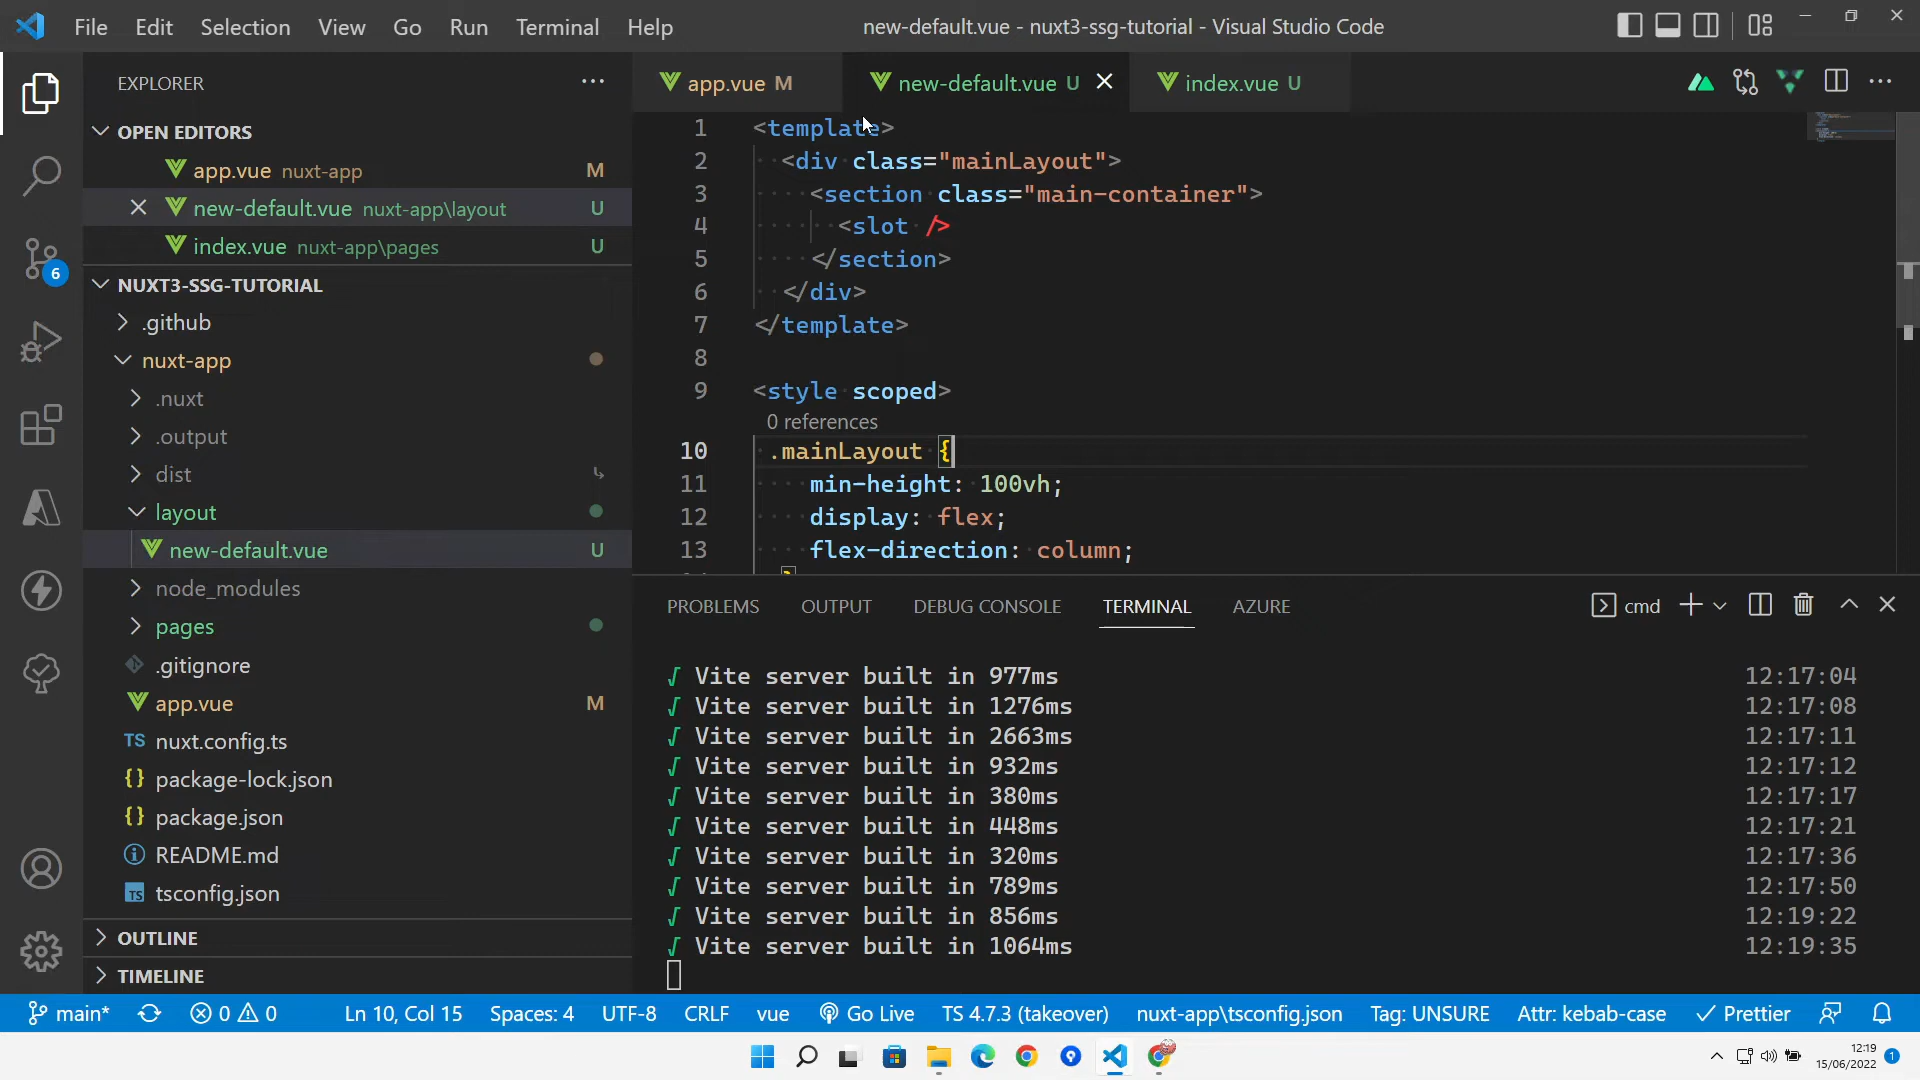 File Edit Selection View Go Run Terminal Help
new-default.vue - nuxt3-ssg-tutorial - Visual Studio Code
EXPLORER
OPEN EDITORS
app.vue nuxt-app M
new-default.vue nuxt-app\layout U
index.vue nuxt-app\pages U
NUXT3-SSG-TUTORIAL
.github
nuxt-app
.nuxt
.output
dist
layout
new-default.vue U
node_modules
pages
.gitignore
app.vue M
TS nuxt.config.ts
{} package-lock.json
{} package.json
README.md
TS tsconfig.json
OUTLINE
TIMELINE
6
app.vue M new-default.vue U index.vue U
1 <template>
2 <div class="mainLayout">
3 <section class="main-container">
4 <slot />
5 </section>
6 </div>
7 </template>
8
9 <style scoped>
0 references
10 .mainLayout {
11 min-height: 100vh;
12 display: flex;
13 flex-direction: column;
PROBLEMS OUTPUT DEBUG CONSOLE TERMINAL AZURE cmd
√ Vite server built in 977ms 12:17:04
√ Vite server built in 1276ms 12:17:08
√ Vite server built in 2663ms 12:17:11
√ Vite server built in 932ms 12:17:12
√ Vite server built in 380ms 12:17:17
√ Vite server built in 448ms 12:17:21
√ Vite server built in 320ms 12:17:36
√ Vite server built in 789ms 12:17:50
√ Vite server built in 856ms 12:19:22
√ Vite server built in 1064ms 12:19:35
main* 0 0 Ln 10, Col 15 Spaces: 4 UTF-8 CRLF vue Go Live TS 4.7.3 (takeover) nuxt-app\tsconfig.json Tag: UNSURE Attr: kebab-case Prettier
12:19
15/06/2022
1